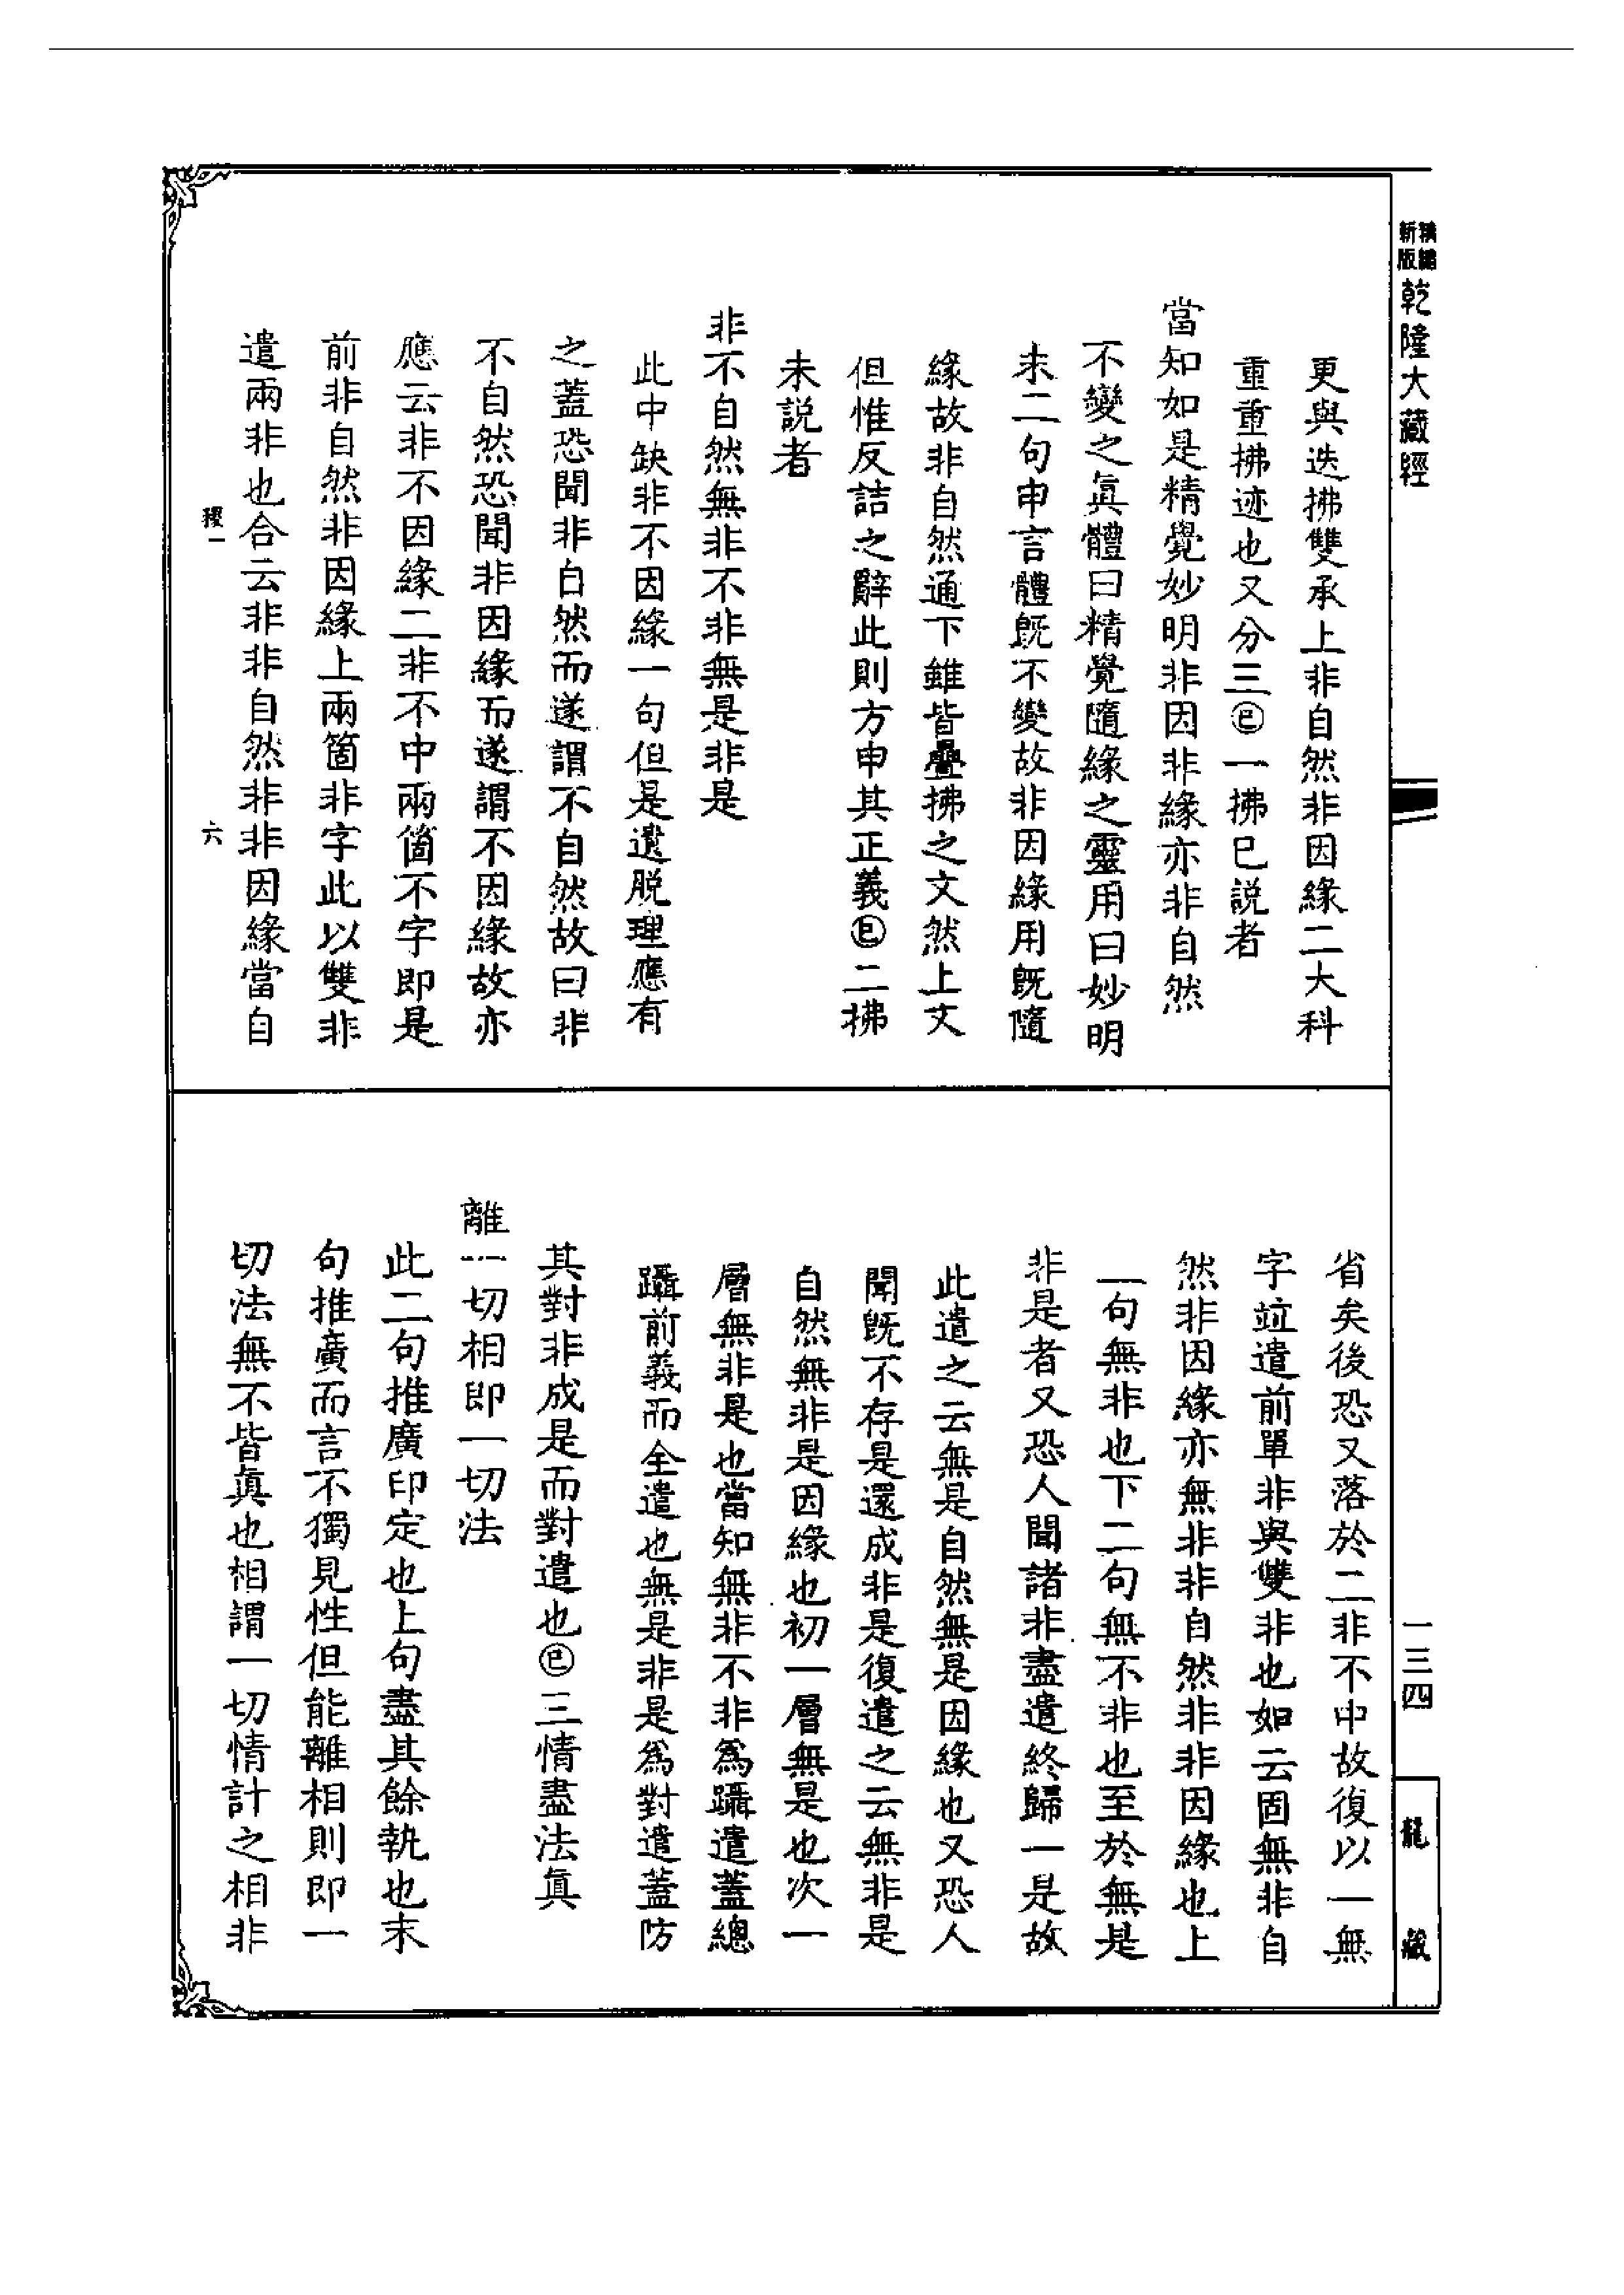 精縮新版
乾隆大藏經
更與迭拂雙承上非自然非因緣二大科
重重拂迹也又分三㊁一拂已説者
當知如是精覺妙明非因非緣亦非自然
不變之眞體曰精覺隨緣之靈用曰妙明
末二句申言體既不變故非因緣用既隨
緣故非自然通下雖皆疊拂之文然上文
但惟反詰之辭此則方申其正義㊁二拂
未説者
非不自然無非不非無是非是
此中缺非不因緣一句但是遺脱理應有
之蓋恐聞非自然而遂謂不自然故曰非
不自然恐聞非因緣而遂謂不因緣故亦
應云非不因緣二非不中兩箇不字即是
前非自然非因緣上兩箇非字此以雙非
遣兩非也合云非非自然非非因緣當自
稷一
六
省矣後恐又落於二非不中故復以一無
字竝遣前單非與雙非也如云固無非自
然非因緣亦無非非自然非非因緣也上
一句無非也下二句無不非也至於無是
非是者又恐人聞諸非盡遣終歸一是故
此遣之云無是自然無是因緣也又恐人
聞既不存是還成非是復遣之云無非是
自然無非是因緣也初一層無是也次一
層無非是也當知無非不非爲躡遣蓋總
躡前義而全遣也無是非是爲對遣蓋防
其對非成是而對遣也㊁三情盡法眞
離一切相即一切法
此二句推廣印定也上句盡其餘執也末
句推廣而言不獨見性但能離相則即一
切法無不皆眞也相謂一切情計之相非
一三四
龍藏